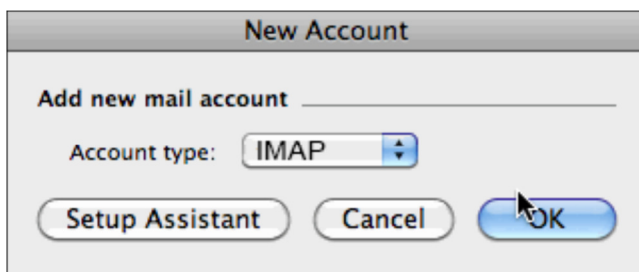 New Account
Add new mail account
Account type: IMAP
Setup Assistant Cancel OK